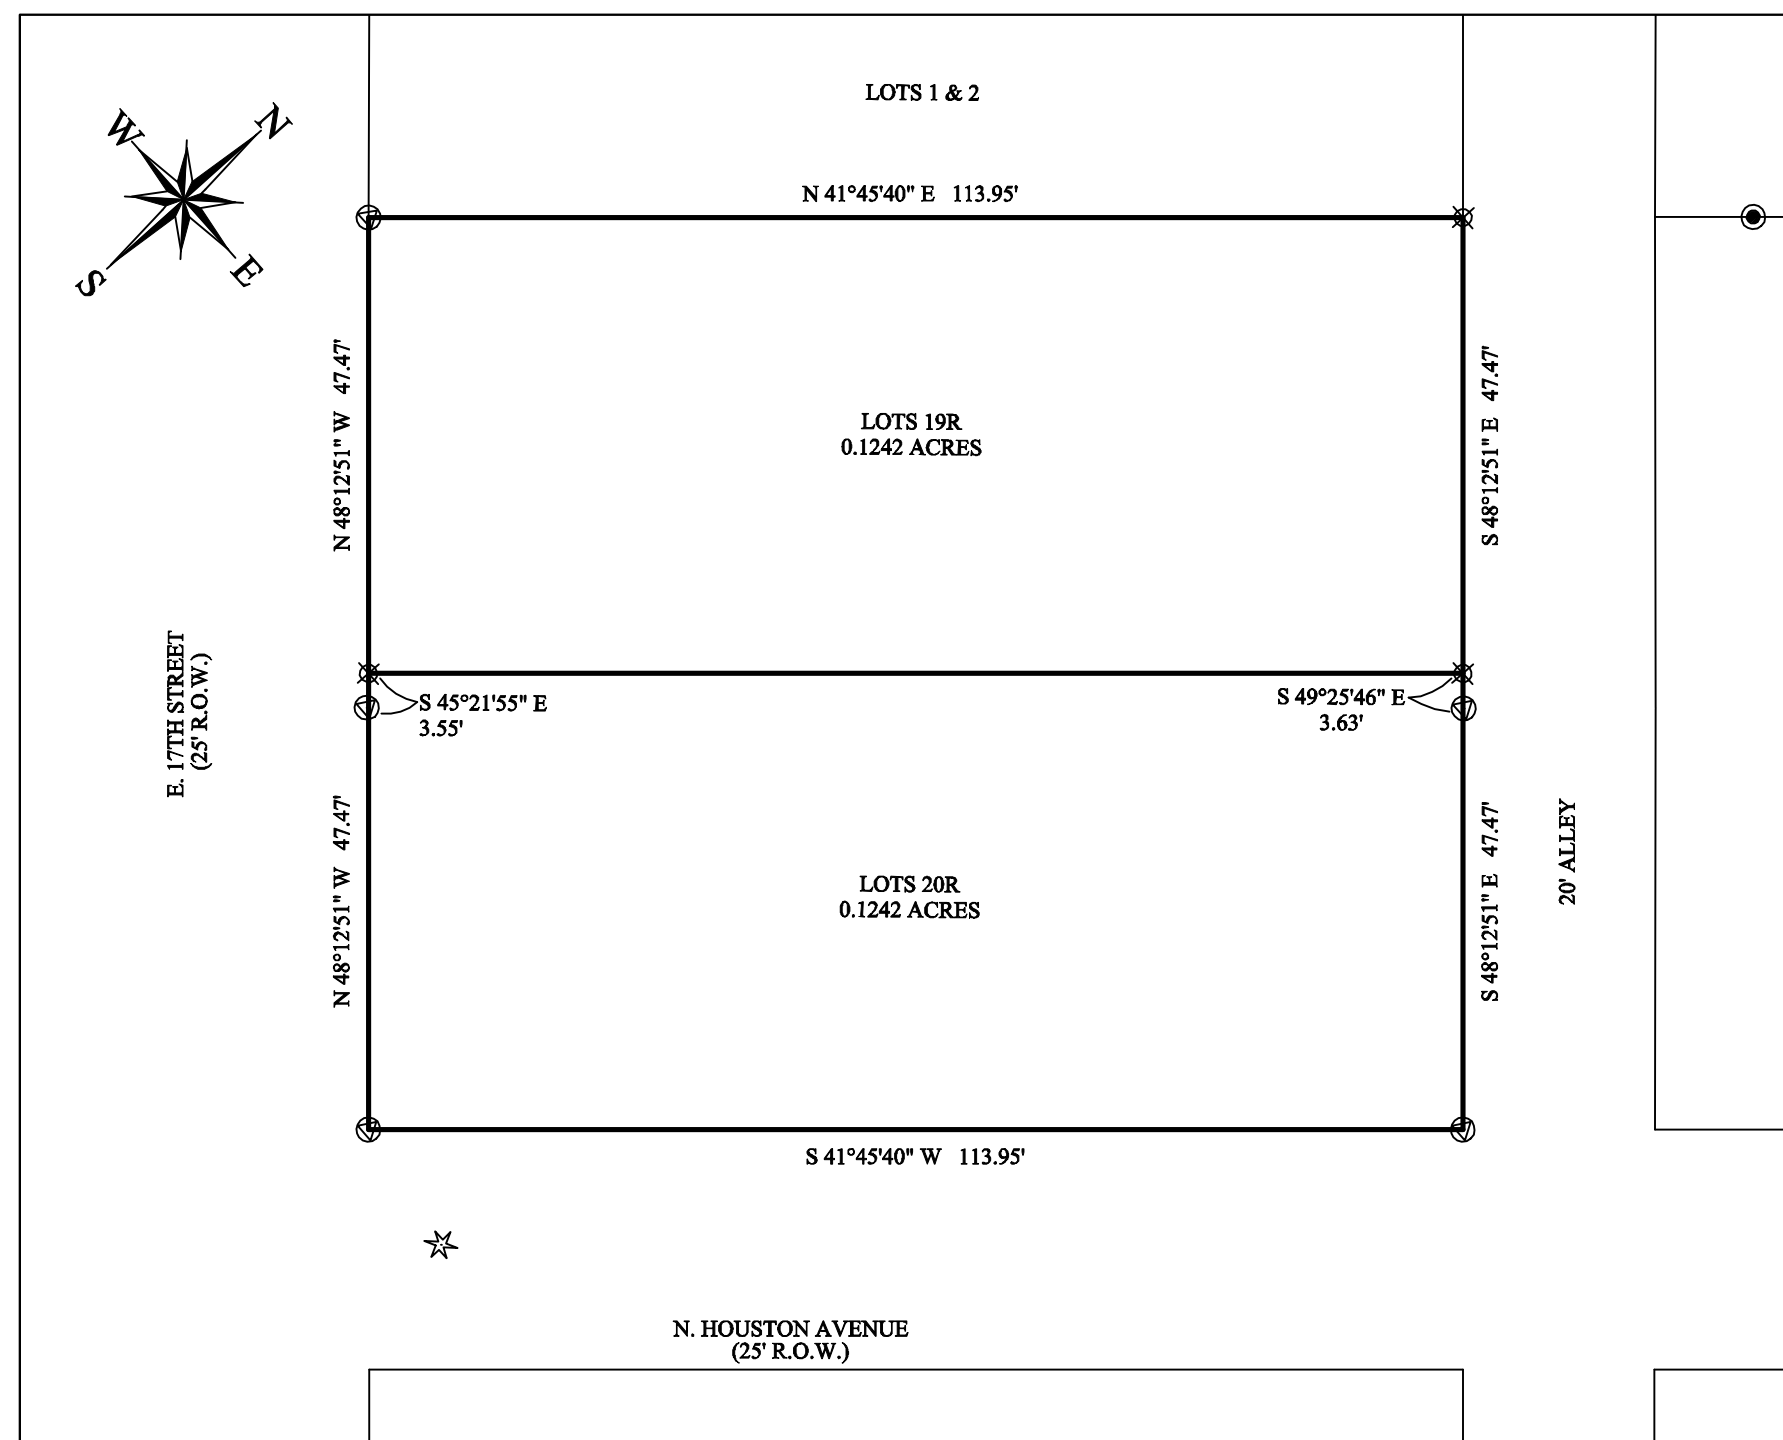 LOTS 1 & 2
W
N
S
E
N 41°45'40" E 113.95'
N 48°12'51" W 47.47'
S 48°12'51" E 47.47'
LOTS 19R
0.1242 ACRES
E. 17TH STREET
(25' R.O.W.)
S 45°21'55" E
3.55'
S 49°25'46" E
3.63'
N 48°12'51" W 47.47'
S 48°12'51" E 47.47'
20' ALLEY
LOTS 20R
0.1242 ACRES
S 41°45'40" W 113.95'
N. HOUSTON AVENUE
(25' R.O.W.)